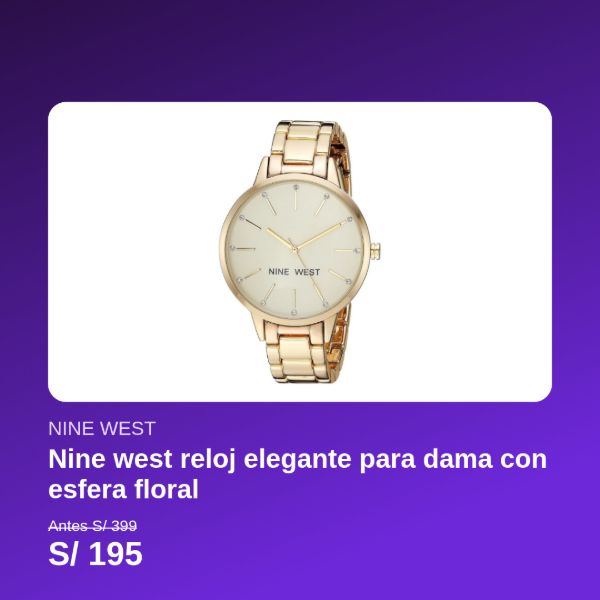 NINE WEST
NINE WEST
Nine west reloj elegante para dama con
esfera floral
Antes S/ 399
S/ 195